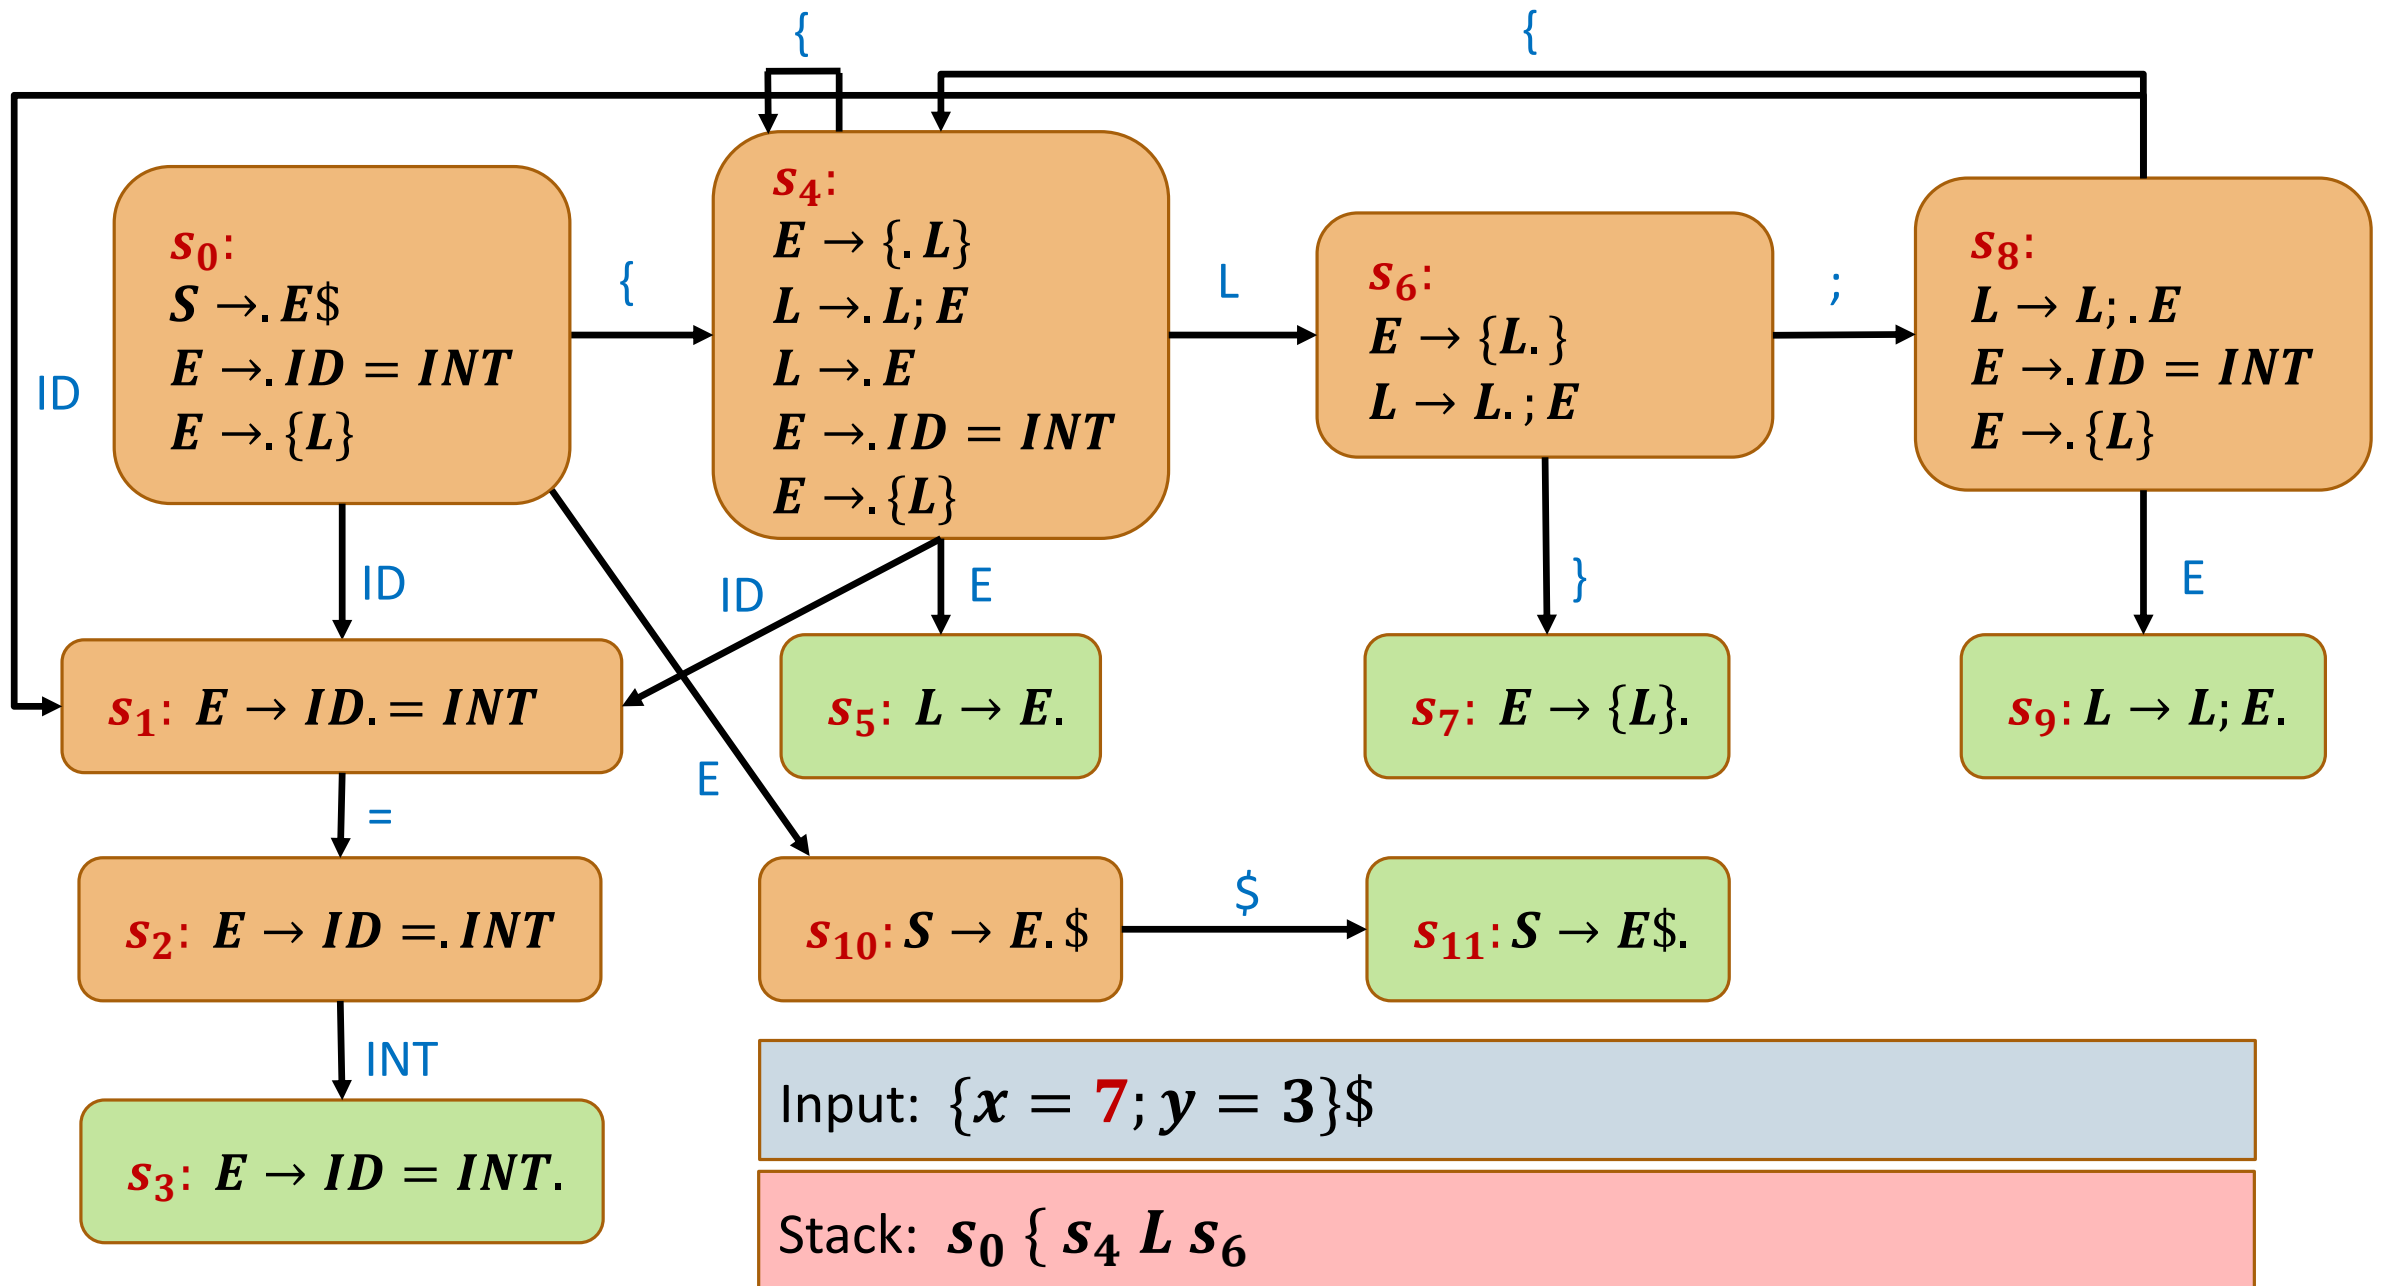 {
{
s₀:
S →. E$
E →. ID = INT
E →. {L}
{
s₄:
E → {. L}
L →. L; E
L →. E
E →. ID = INT
E →. {L}
L
s₆:
E → {L. }
L → L. ; E
;
s₈:
L → L; . E
E →. ID = INT
E →. {L}
ID
ID
ID
E
}
E
s₁: E → ID. = INT
s₅: L → E.
s₇: E → {L}.
s₉: L → L; E.
=
E
s₂: E → ID =. INT
s₁₀: S → E. $
$
s₁₁: S → E$.
INT
s₃: E → ID = INT.
Input: {x = 7; y = 3}$
Stack: s₀ { s₄ L s₆